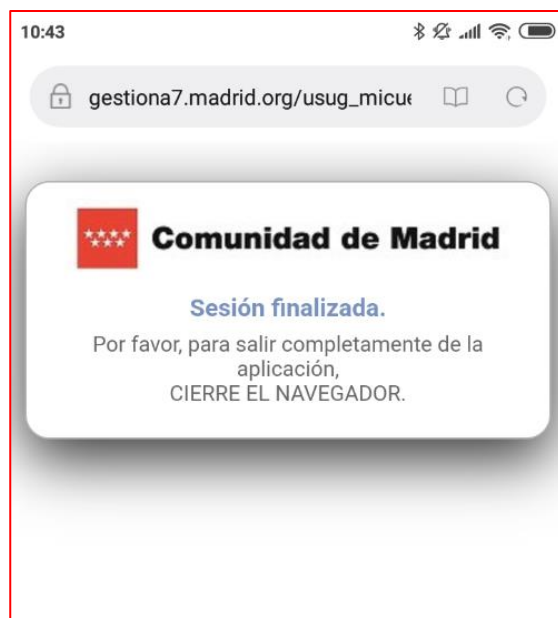 10:43
gestiona7.madrid.org/usug_micue
Comunidad de Madrid
Sesión finalizada.
Por favor, para salir completamente de la
aplicación,
CIERRE EL NAVEGADOR.